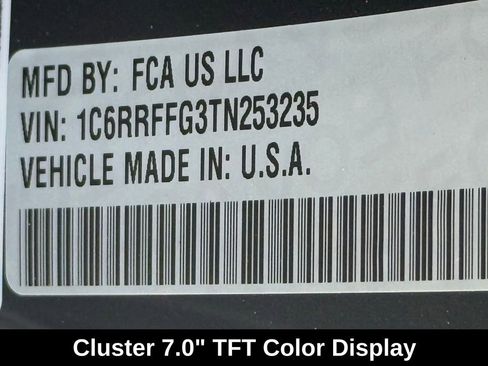 MFD BY: FCA US LLC
VIN: 1C6RRFFG3TN253235
VEHICLE MADE IN: U.S.A.
Cluster 7.0" TFT Color Display